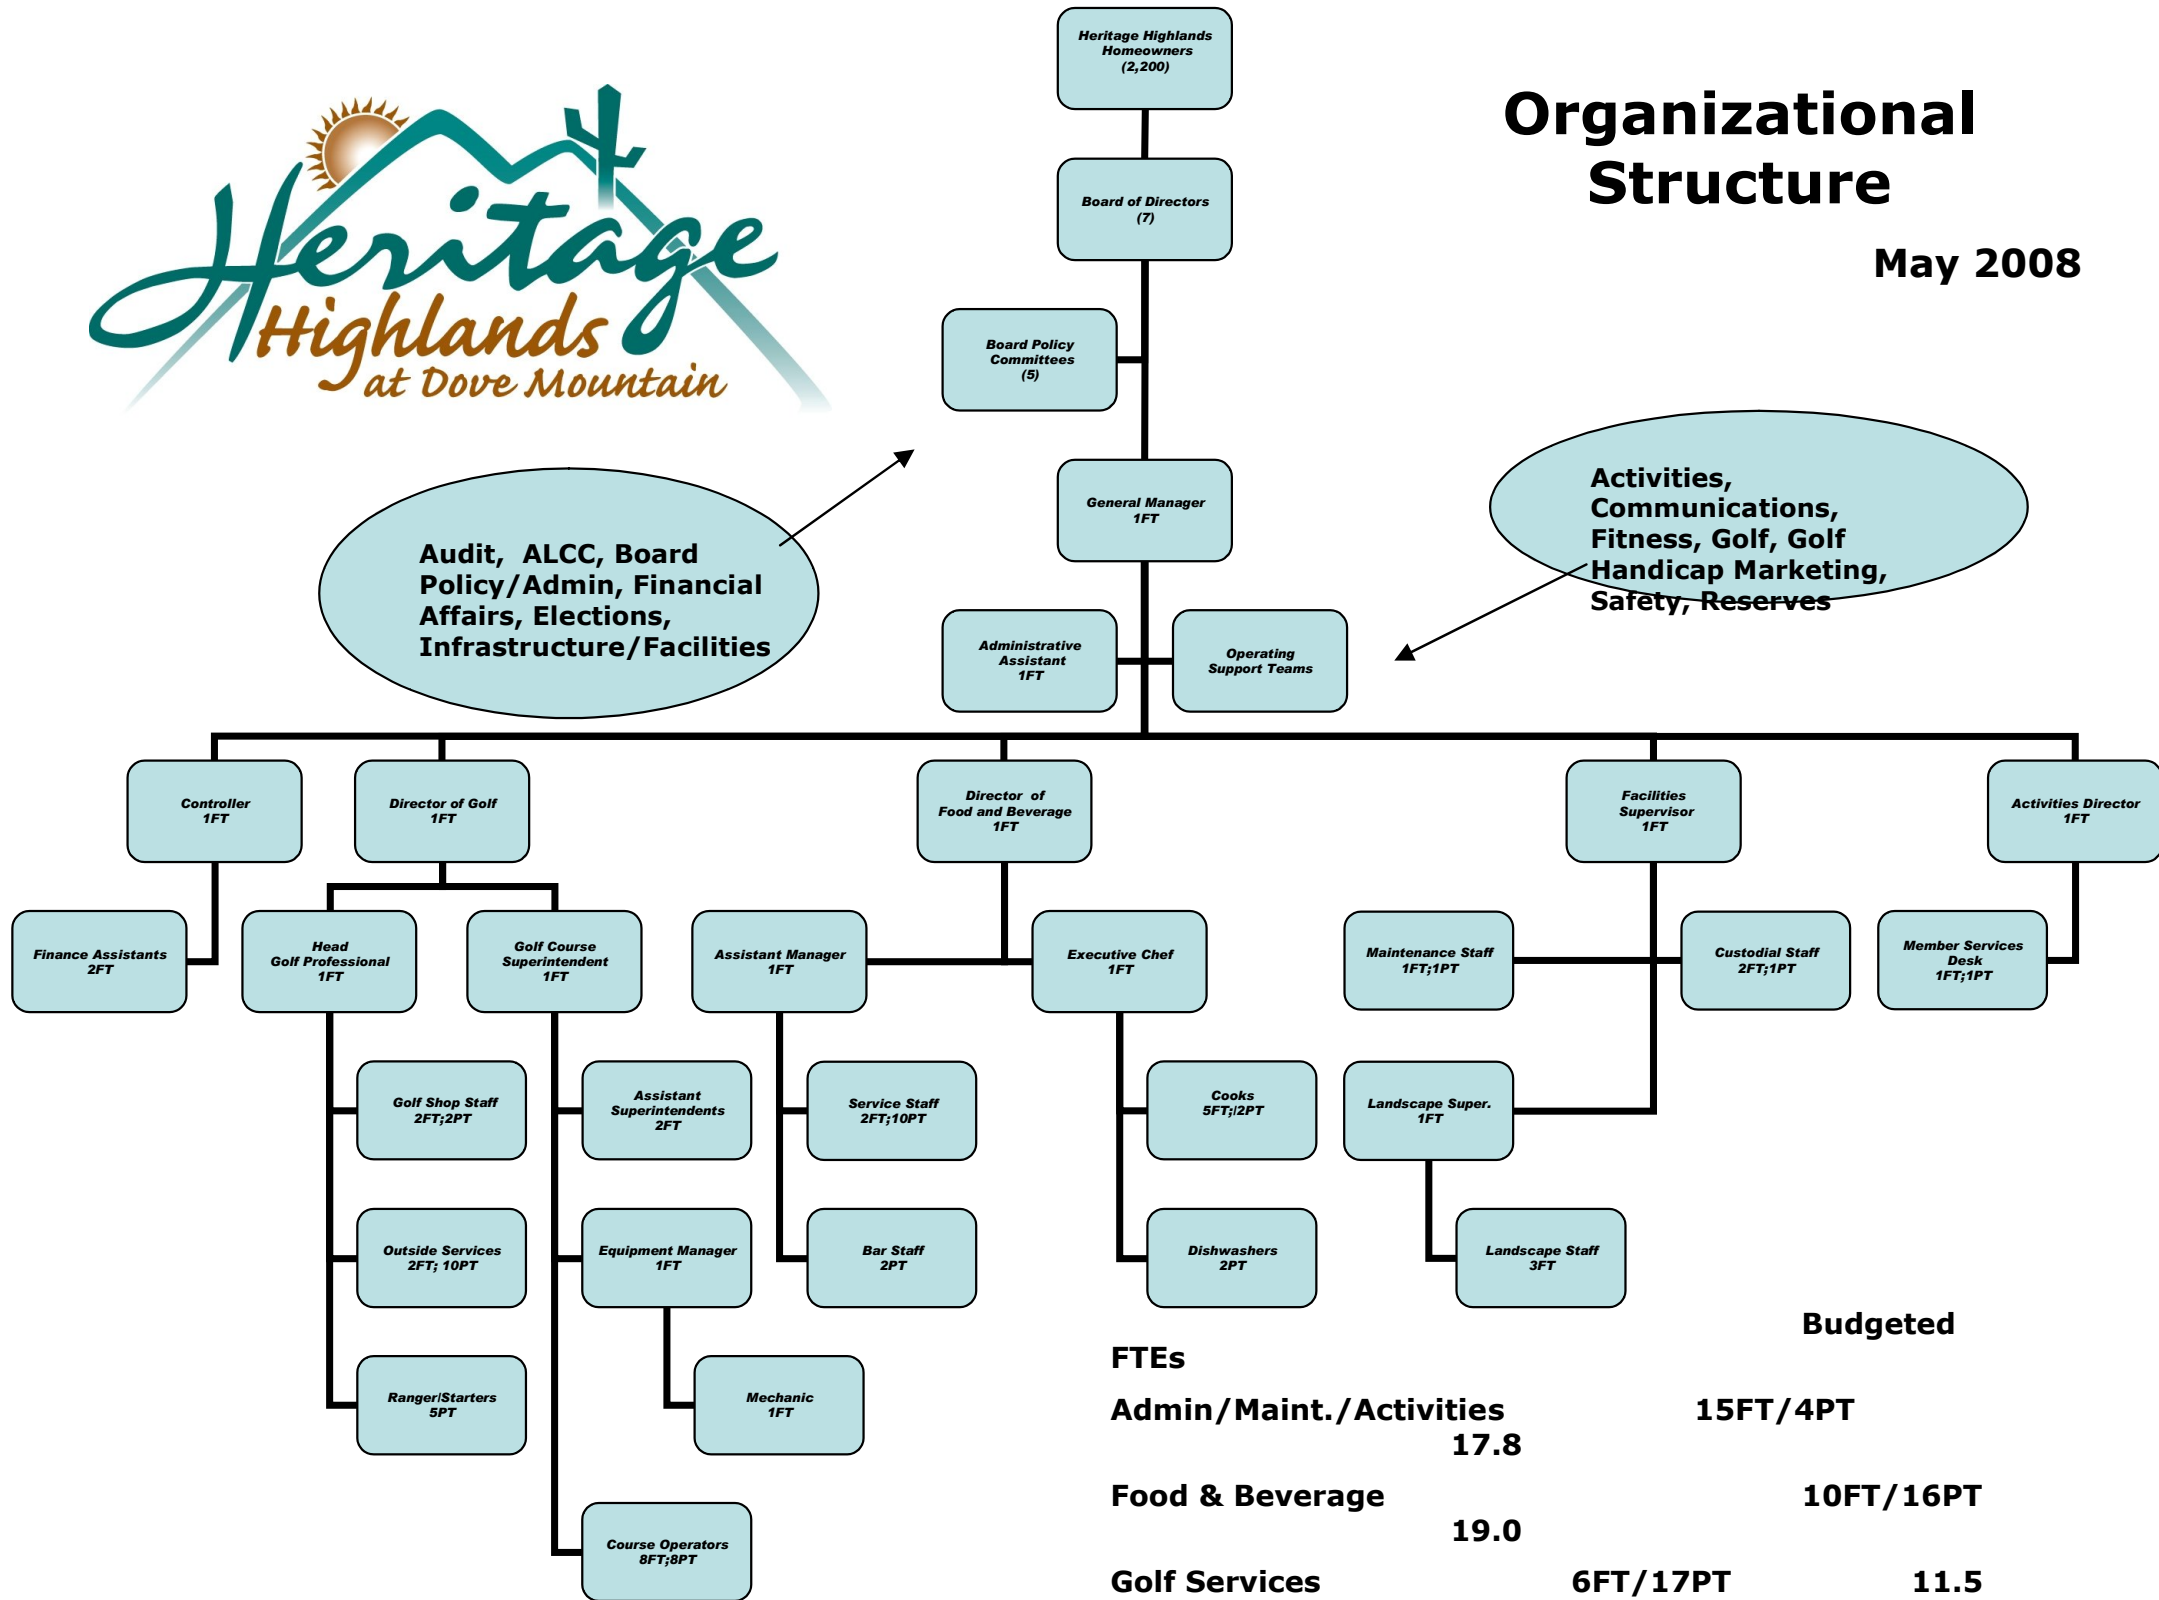 Heritage Highlands
Homeowners
(2,200)
Organizational
Structure
May 2008
Heritage
Highlands
at Dove Mountain
Board of Directors
(7)
Board Policy
Committees
(5)
General Manager
1FT
Audit,  ALCC, Board
Policy/Admin, Financial
Affairs, Elections,
Infrastructure/Facilities
Activities,
Communications,
Fitness, Golf, Golf
Handicap Marketing,
Safety, Reserves
Administrative
Assistant
1FT
Operating
Support Teams
Controller
1FT
Director of Golf
1FT
Director  of
Food and Beverage
1FT
Facilities
Supervisor
1FT
Activities Director
1FT
Finance Assistants
2FT
Head
Golf Professional
1FT
Golf Course
Superintendent
1FT
Assistant Manager
1FT
Executive Chef
1FT
Maintenance Staff
1FT;1PT
Custodial Staff
2FT;1PT
Member Services
Desk
1FT;1PT
Golf Shop Staff
2FT;2PT
Assistant
Superintendents
2FT
Service Staff
2FT;10PT
Cooks
5FT;/2PT
Landscape Super.
1FT
Outside Services
2FT; 10PT
Equipment Manager
1FT
Bar Staff
2PT
Dishwashers
2PT
Landscape Staff
3FT
Ranger/Starters
5PT
Mechanic
1FT
Course Operators
8FT;8PT
Budgeted
FTEs
Admin/Maint./Activities 15FT/4PT
17.8
Food & Beverage 10FT/16PT
19.0
Golf Services 6FT/17PT 11.5